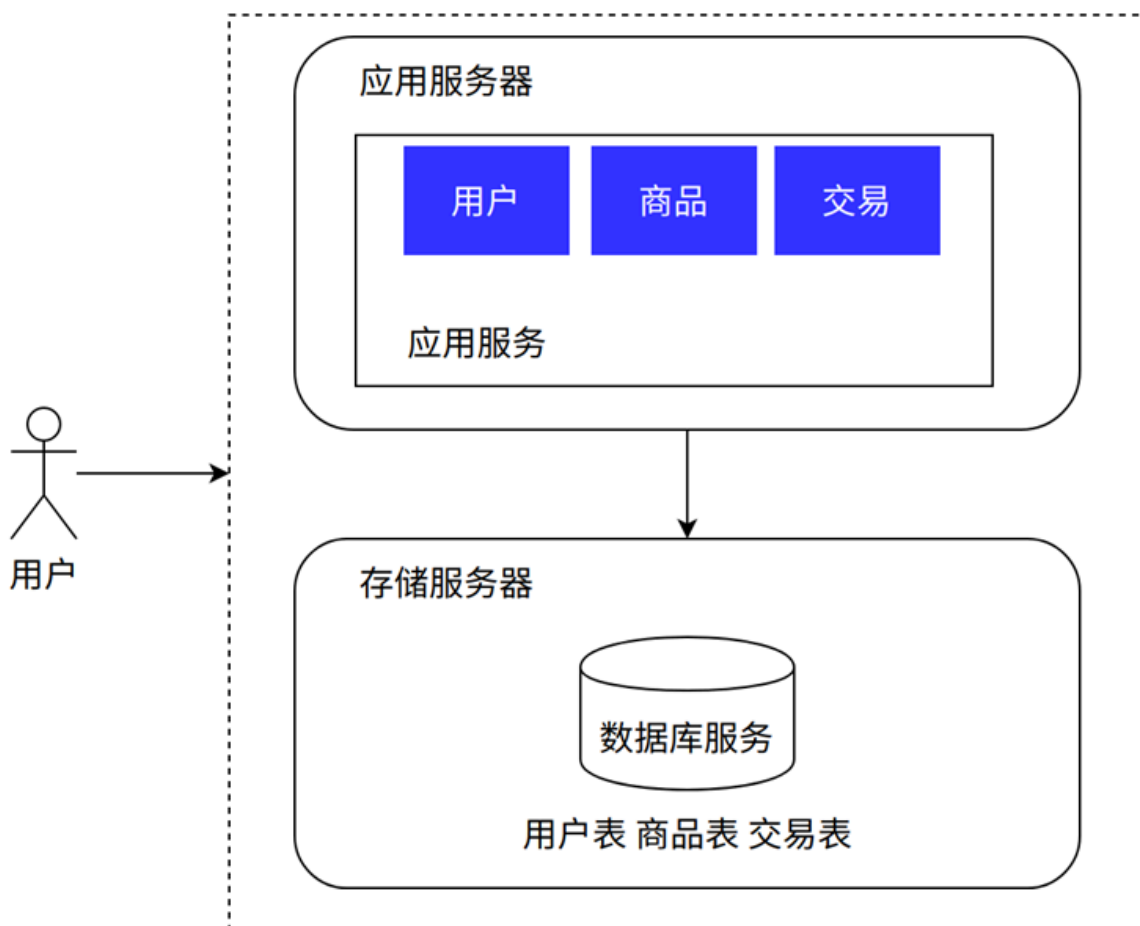 应用服务器
用户 商品 交易
应用服务
用户
存储服务器
数据库服务
用户表 商品表 交易表